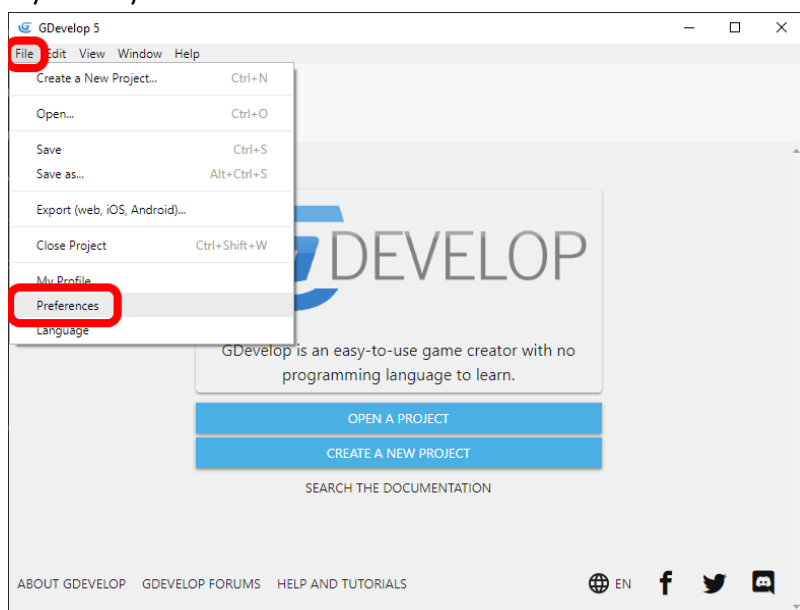 GDevelop 5
File Edit View Window Help
Create a New Project... Ctrl+N
Open... Ctrl+O
Save Ctrl+S
Save as... Alt+Ctrl+S
Export (web, iOS, Android)...
Close Project Ctrl+Shift+W
My Profile
Preferences
Language
DEVELOP
GDevelop is an easy-to-use game creator with no
programming language to learn.
OPEN A PROJECT
CREATE A NEW PROJECT
SEARCH THE DOCUMENTATION
ABOUT GDEVELOP GDEVELOP FORUMS HELP AND TUTORIALS EN